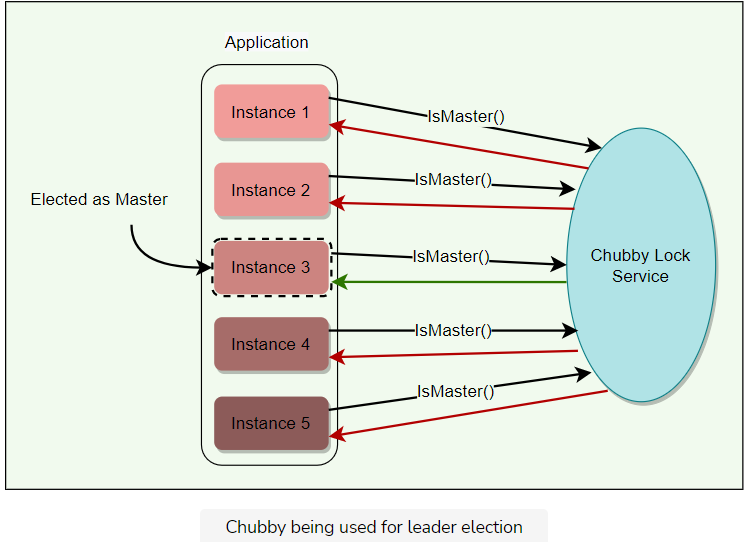 Application
Instance 1
IsMaster()
Instance 2
IsMaster()
Elected as Master
Instance 3
IsMaster()
Chubby Lock
Service
Instance 4
IsMaster()
Instance 5
IsMaster()
Chubby being used for leader election